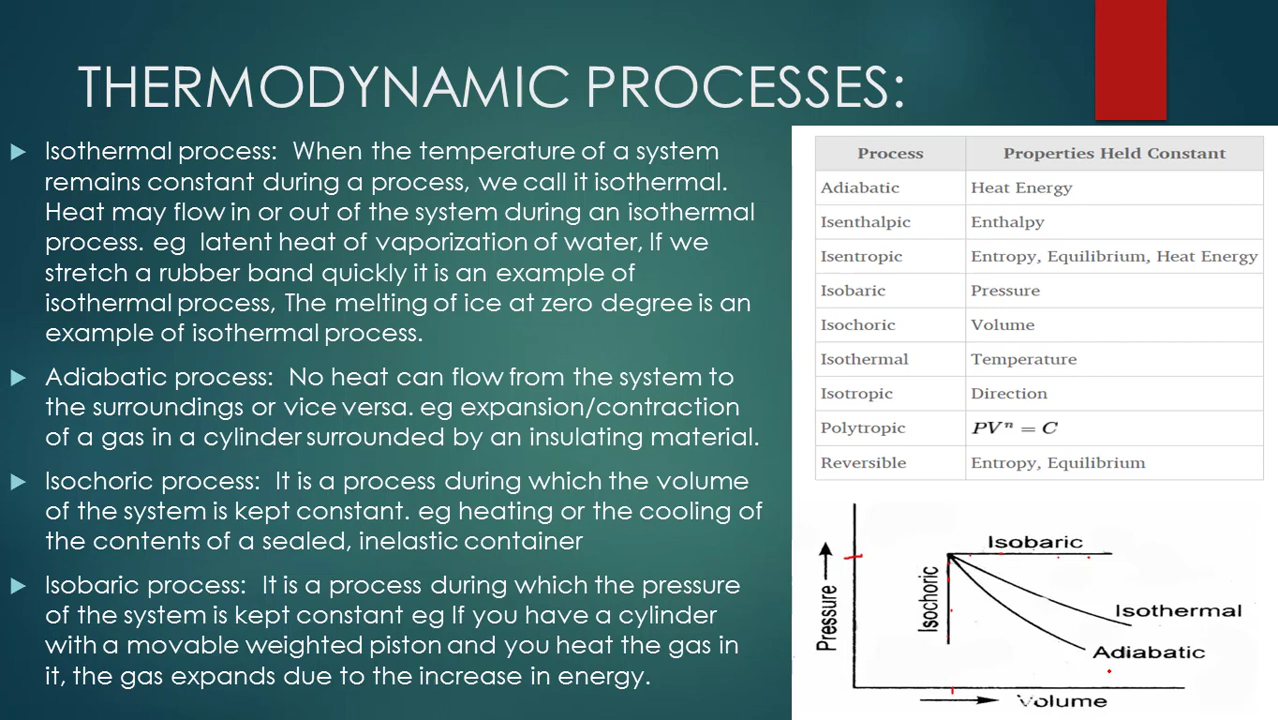 THERMODYNAMIC PROCESSES:
Isothermal process: When the temperature of a system
remains constant during a process, we call it isothermal.
Heat may flow in or out of the system during an isothermal
process. eg latent heat of vaporization of water, If we
stretch a rubber band quickly it is an example of
isothermal process, The melting of ice at zero degree is an
example of isothermal process.
Adiabatic process: No heat can flow from the system to
the surroundings or vice versa. eg expansion/contraction
of a gas in a cylinder surrounded by an insulating material.
Isochoric process: It is a process during which the volume
of the system is kept constant. eg heating or the cooling of
the contents of a sealed, inelastic container
Isobaric process: It is a process during which the pressure
of the system is kept constant eg If you have a cylinder
with a movable weighted piston and you heat the gas in
it, the gas expands due to the increase in energy.
Process Properties Held Constant
Adiabatic Heat Energy
Isenthalpic Enthalpy
Isentropic Entropy, Equilibrium, Heat Energy
Isobaric Pressure
Isochoric Volume
Isothermal Temperature
Isotropic Direction
Polytropic PVⁿ = C
Reversible Entropy, Equilibrium
Isobaric
Isochoric
Isothermal
Adiabatic
Pressure
Volume